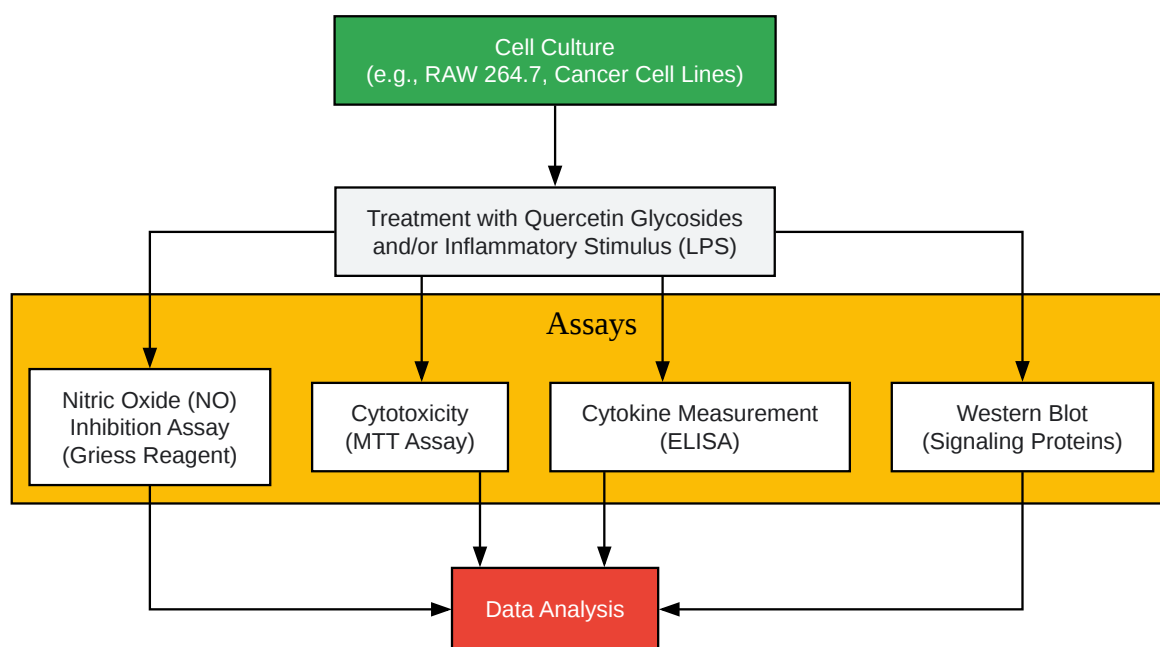 Cell Culture
(e.g., RAW 264.7, Cancer Cell Lines)
Treatment with Quercetin Glycosides
and/or Inflammatory Stimulus (LPS)
Assays
Nitric Oxide (NO)
Inhibition Assay
(Griess Reagent)
Cytotoxicity
(MTT Assay)
Cytokine Measurement
(ELISA)
Western Blot
(Signaling Proteins)
Data Analysis